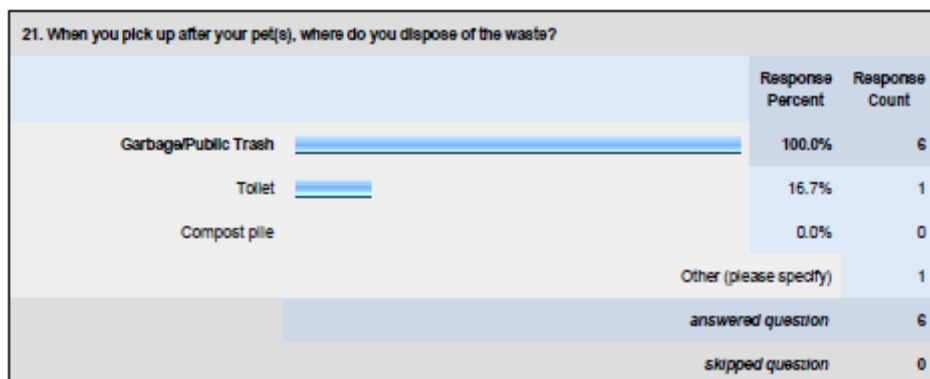 21. When you pick up after your pet(s), where do you dispose of the waste?
Response Percent Response Count
Garbage/Public Trash 100.0% 6
Toilet 16.7% 1
Compost pile 0.0% 0
Other (please specify) 1
answered question 6
skipped question 0